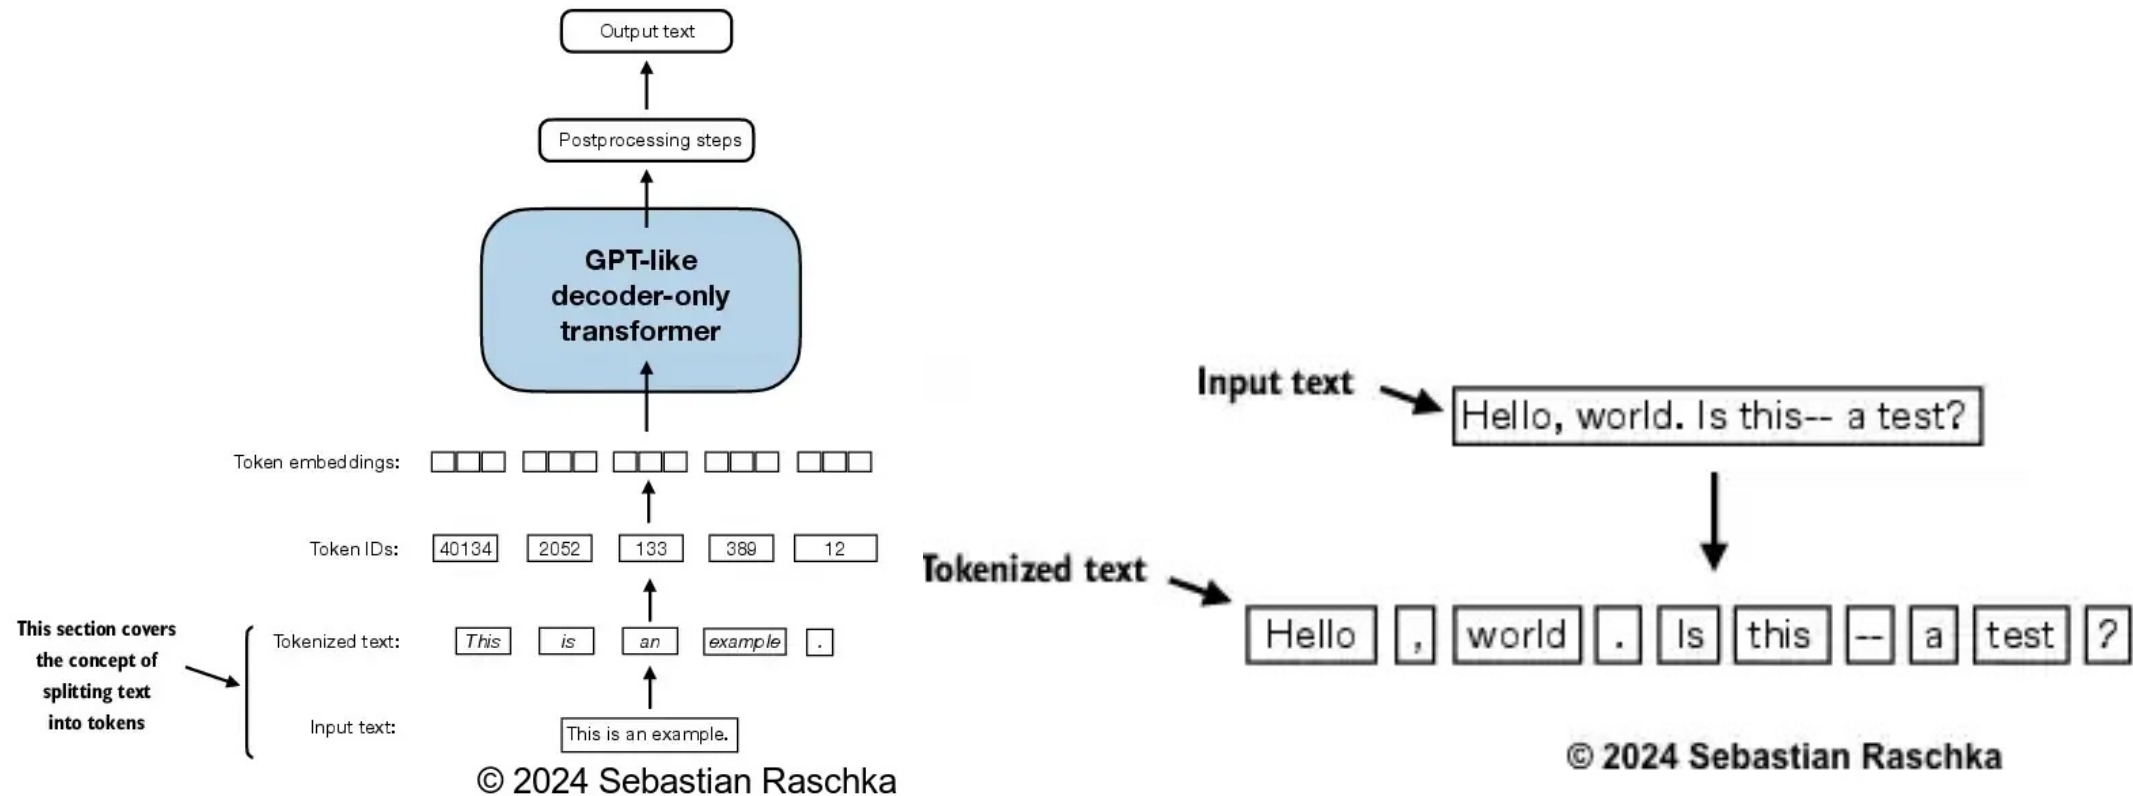 Output text
Postprocessing steps
GPT-like
decoder-only
transformer
Token embeddings:
Token IDs: 40134 2052 133 389 12
This section covers
the concept of
splitting text
into tokens
Tokenized text: This is an example .
Input text: This is an example.
© 2024 Sebastian Raschka
Input text
Hello, world. Is this-- a test?
Tokenized text
Hello , world . Is this -- a test ?
© 2024 Sebastian Raschka